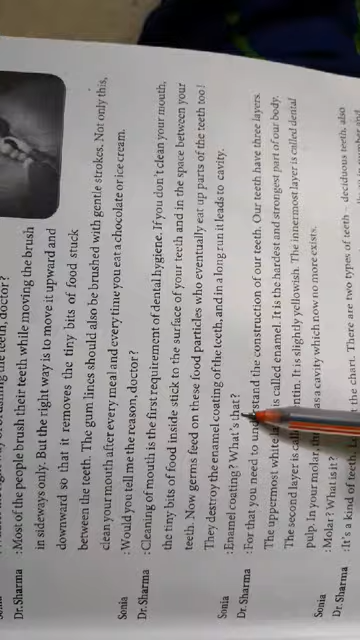 teeth, doctor?
Dr. Sharma :Most of the people brush their teeth while moving the brush
in sideways only. But the right way is to move it upward and
downward so that it removes the tiny bits of food stuck
between the teeth. The gum lines should also be brushed with gentle strokes. Not only this,
clean your mouth after every meal and every time you eat a chocolate or ice cream.
Sonia :Would you tell me the reason, doctor?
Dr. Sharma :Cleaning of mouth is the first requirement of dental hygiene. If you don't clean your mouth,
the tiny bits of food inside stick to the surface of your teeth and in the space between your
teeth. Now germs feed on these food particles who eventually eat up parts of the teeth too!
They destroy the enamel coating of the teeth, and in a long run it leads to cavity.
Sonia :Enamel coating? What's that?
Dr. Sharma :For that you need to understand the construction of our teeth. Our teeth have three layers.
The uppermost white is called enamel. It is the hardest and strongest part of our body.
The second layer is ntin. It is slightly yellowish. The innermost layer is called dental
pulp. In your molar, as a cavity which now no more exists.
Sonia :Molar? What is it?
Dr. Sharma :It's a kind of teeth. the chart. There are two types of teeth - deciduous teeth, also